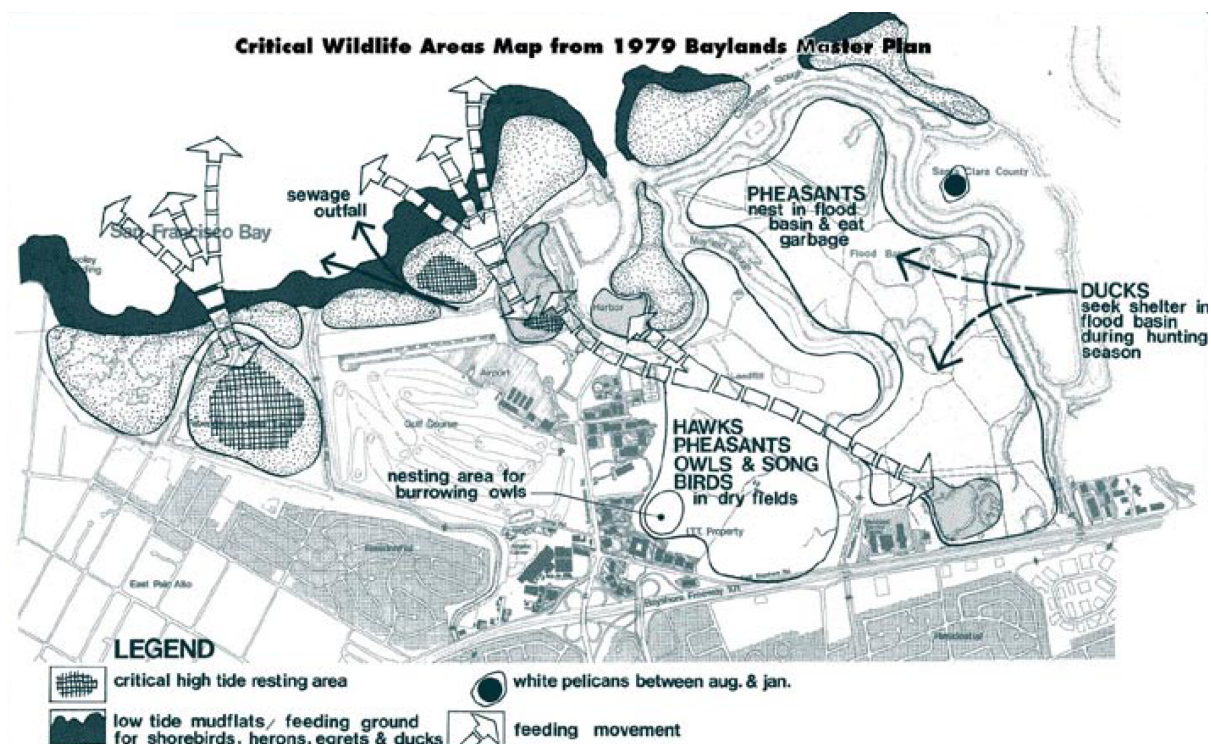 Critical Wildlife Areas Map from 1979 Baylands Master Plan
Slough
Santa Clara County
PHEASANTS
nest in flood
basin & eat
garbage
sewage
outfall
San Francisco Bay
Flood
DUCKS
seek shelter in
flood basin
during hunting
season
Harbor
Airport
Landfill
Golf Course
HAWKS
PHEASANTS
OWLS & SONG
BIRDS
in dry fields
nesting area for
burrowing owls
ITT Property
Residential
East Palo Alto
Bayshore Freeway 101
Residential
LEGEND
critical high tide resting area
white pelicans between aug. & jan.
low tide mudflats/ feeding ground
for shorebirds, herons, egrets & ducks
feeding movement